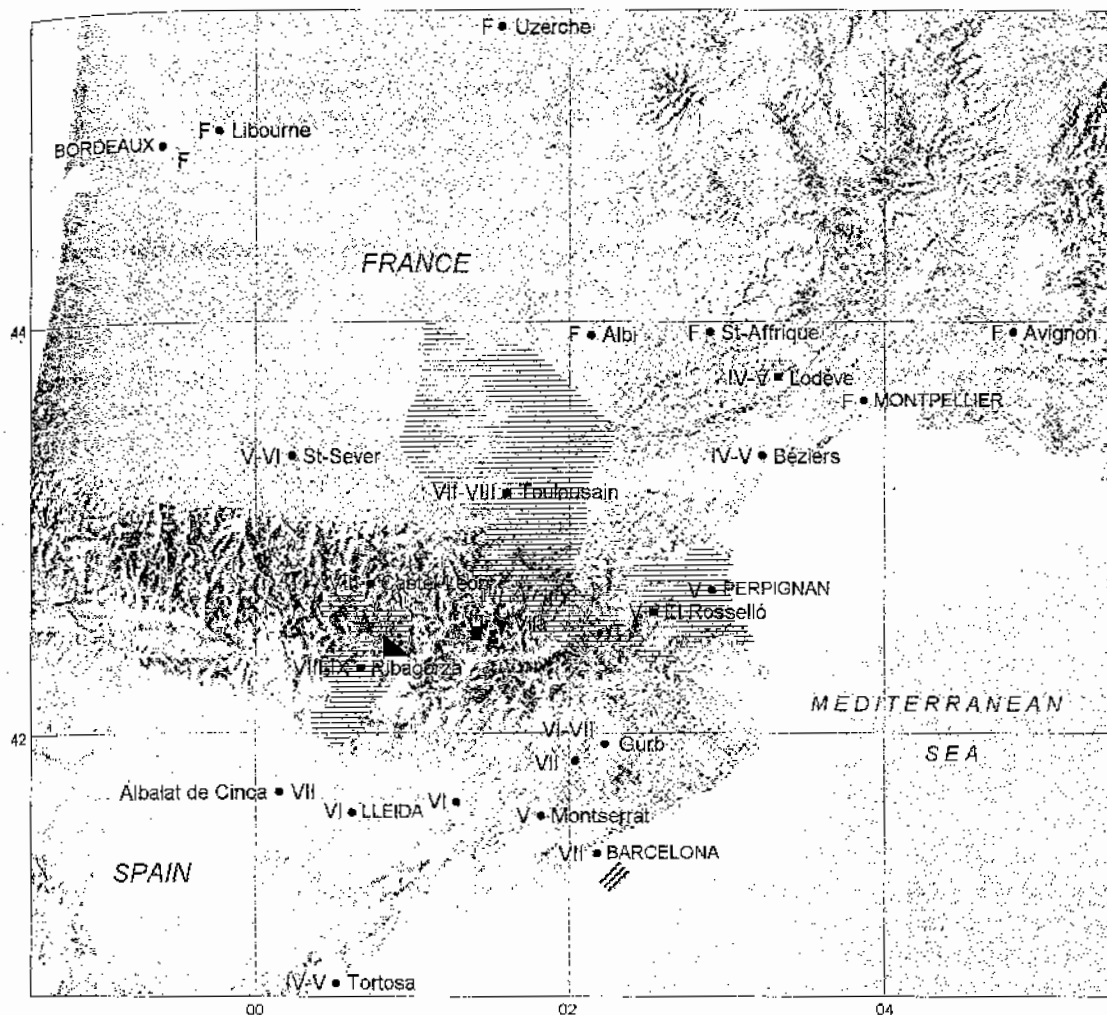 F Uzerche
F Libourne
BORDEAUX F
FRANCE
44
F Albi
F St-Affrique
F Avignon
IV-V Lodève
F MONTPELLIER
V-VI St-Sever
IV-V Béziers
VII-VIII Toulousain
V PERPIGNAN
V El Rosselló
VIII-IX Ribagorza
MEDITERRANEAN
SEA
42
VI-VII Gurb
VII
Albalat de Cinca VII
VI LLEIDA
VI
V Montserrat
VII BARCELONA
SPAIN
IV-V Tortosa
00
02
04